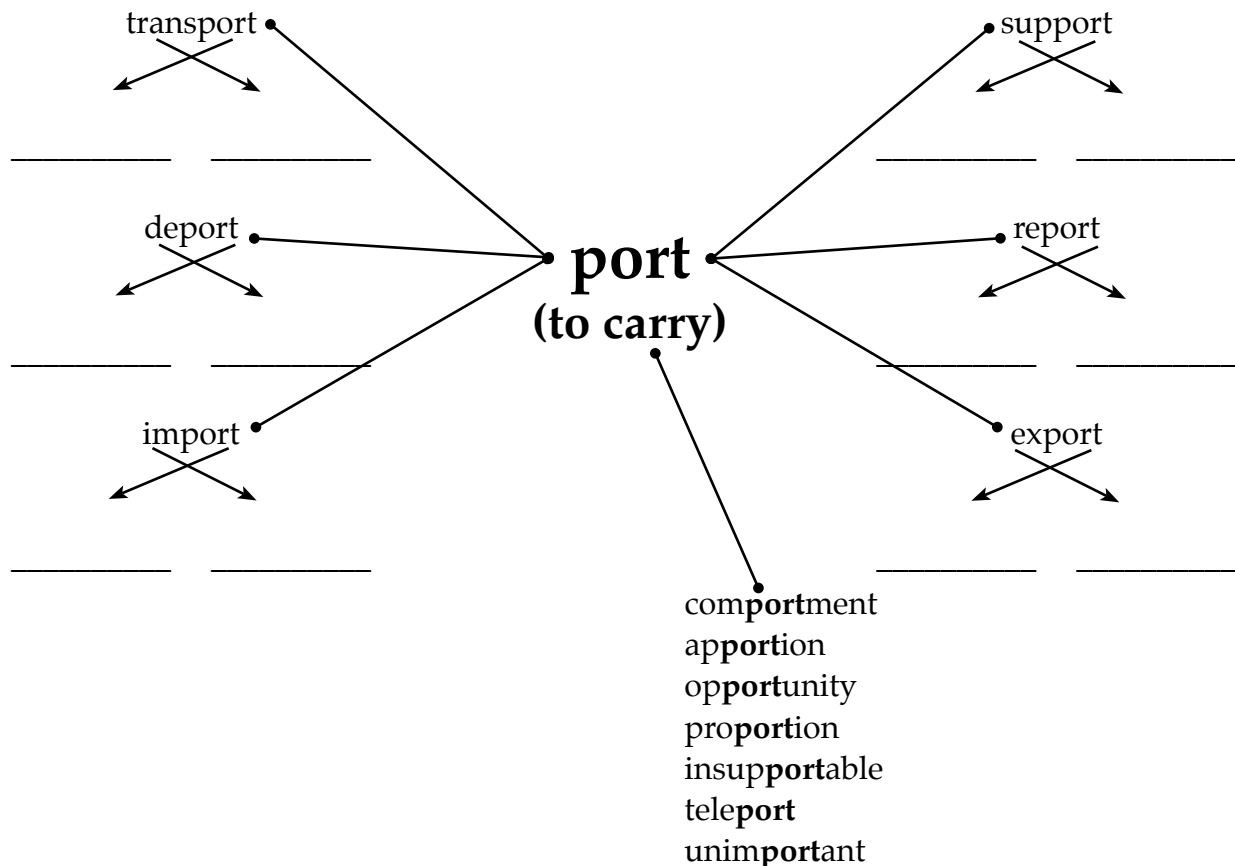 transport
support
deport
report
port
(to carry)
import
export
comportment
apportion
opportunity
proportion
insupportable
teleport
unimportant